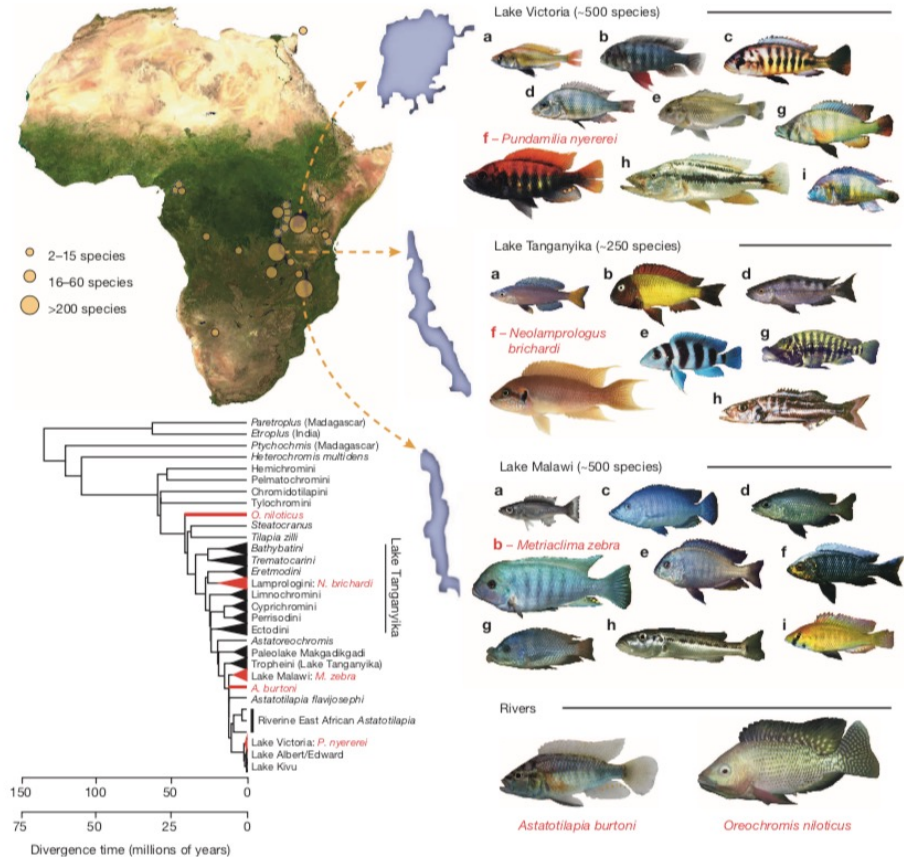 Lake Victoria (~500 species)
a
b
c
d
e
g
f – Pundamilia nyererei
h
i
2–15 species
16–60 species
>200 species
Lake Tanganyika (~250 species)
a
b
d
f – Neolamprologus
brichardi
e
g
h
Lake Malawi (~500 species)
a
c
d
b – Metriaclima zebra
e
f
g
h
i
Rivers
Astatotilapia burtoni
Oreochromis niloticus
Paretroplus (Madagascar)
Etroplus (India)
Ptychochmis (Madagascar)
Heterochromis multidens
Hemichromini
Pelmatochromini
Chromidotilapini
Tylochromini
O. niloticus
Steatocranus
Tilapia zilli
Bathybatini
Trematocarini
Eretmodini
Lamprologini: N. brichardi
Limnochromini
Cyprichromini
Perrisodini
Ectodini
Lake Tanganyika
Astatoreochromis
Paleolake Makgadikgadi
Tropheini (Lake Tanganyika)
Lake Malawi: M. zebra
A. burtoni
Astatotilapia flavijosephi
Riverine East African Astatotilapia
Lake Victoria: P. nyererei
Lake Albert/Edward
Lake Kivu
150 100 50 0
75 50 25 0
Divergence time (millions of years)